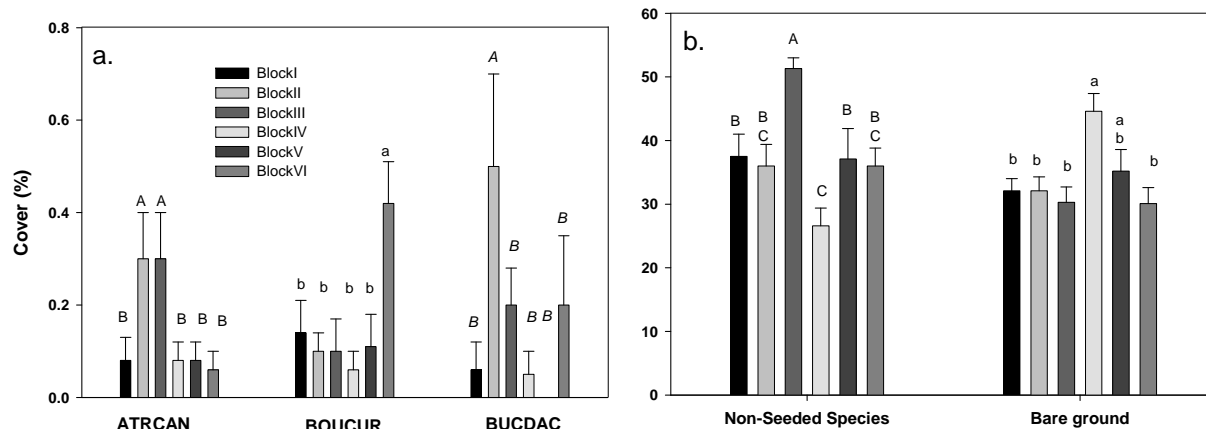 a.
0.8
0.6
0.4
0.2
0.0
Cover (%)
BlockI
BlockII
BlockIII
BlockIV
BlockV
BlockVI
B A A B B B
b b b b b a
B A B B B B
ATRCAN BOUCUR BUCDAC
b.
60
50
40
30
20
10
0
B B C A C B B C
b b b a a b b
Non-Seeded Species Bare ground